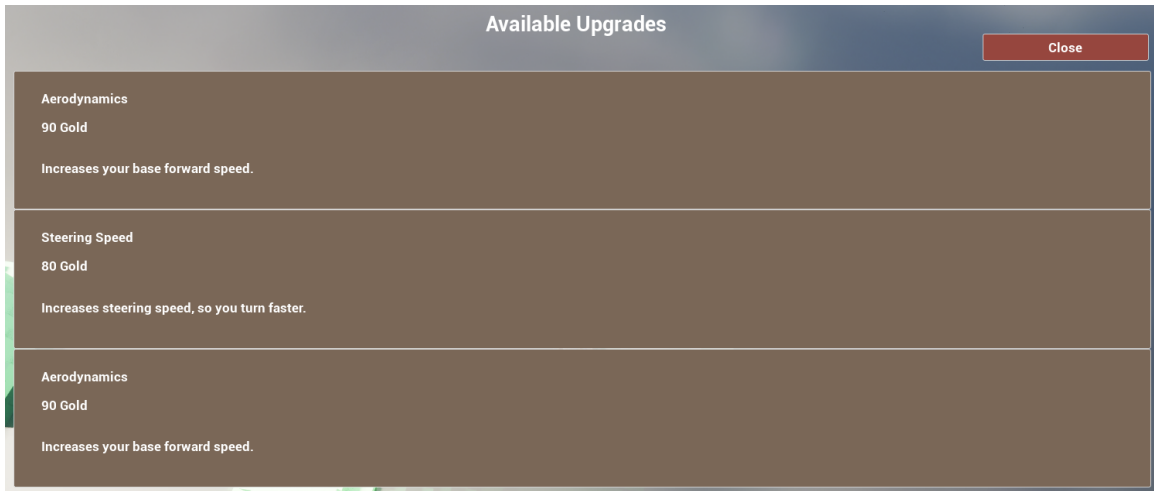 Available Upgrades
Close
Aerodynamics
90 Gold
Increases your base forward speed.
Steering Speed
80 Gold
Increases steering speed, so you turn faster.
Aerodynamics
90 Gold
Increases your base forward speed.